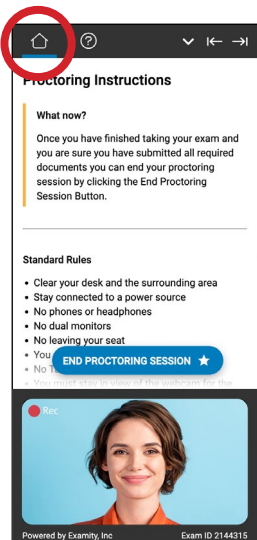 ?
Proctoring Instructions
What now?
Once you have finished taking your exam and
you are sure you have submitted all required
documents you can end your proctoring
session by clicking the End Proctoring
Session Button.
Standard Rules
• Clear your desk and the surrounding area
• Stay connected to a power source
• No phones or headphones
• No dual monitors
• No leaving your seat
• You
END PROCTORING SESSION
• No
• You must stay in view of the webcam for the
Rec
Powered by Examity, Inc
Exam ID 2144315